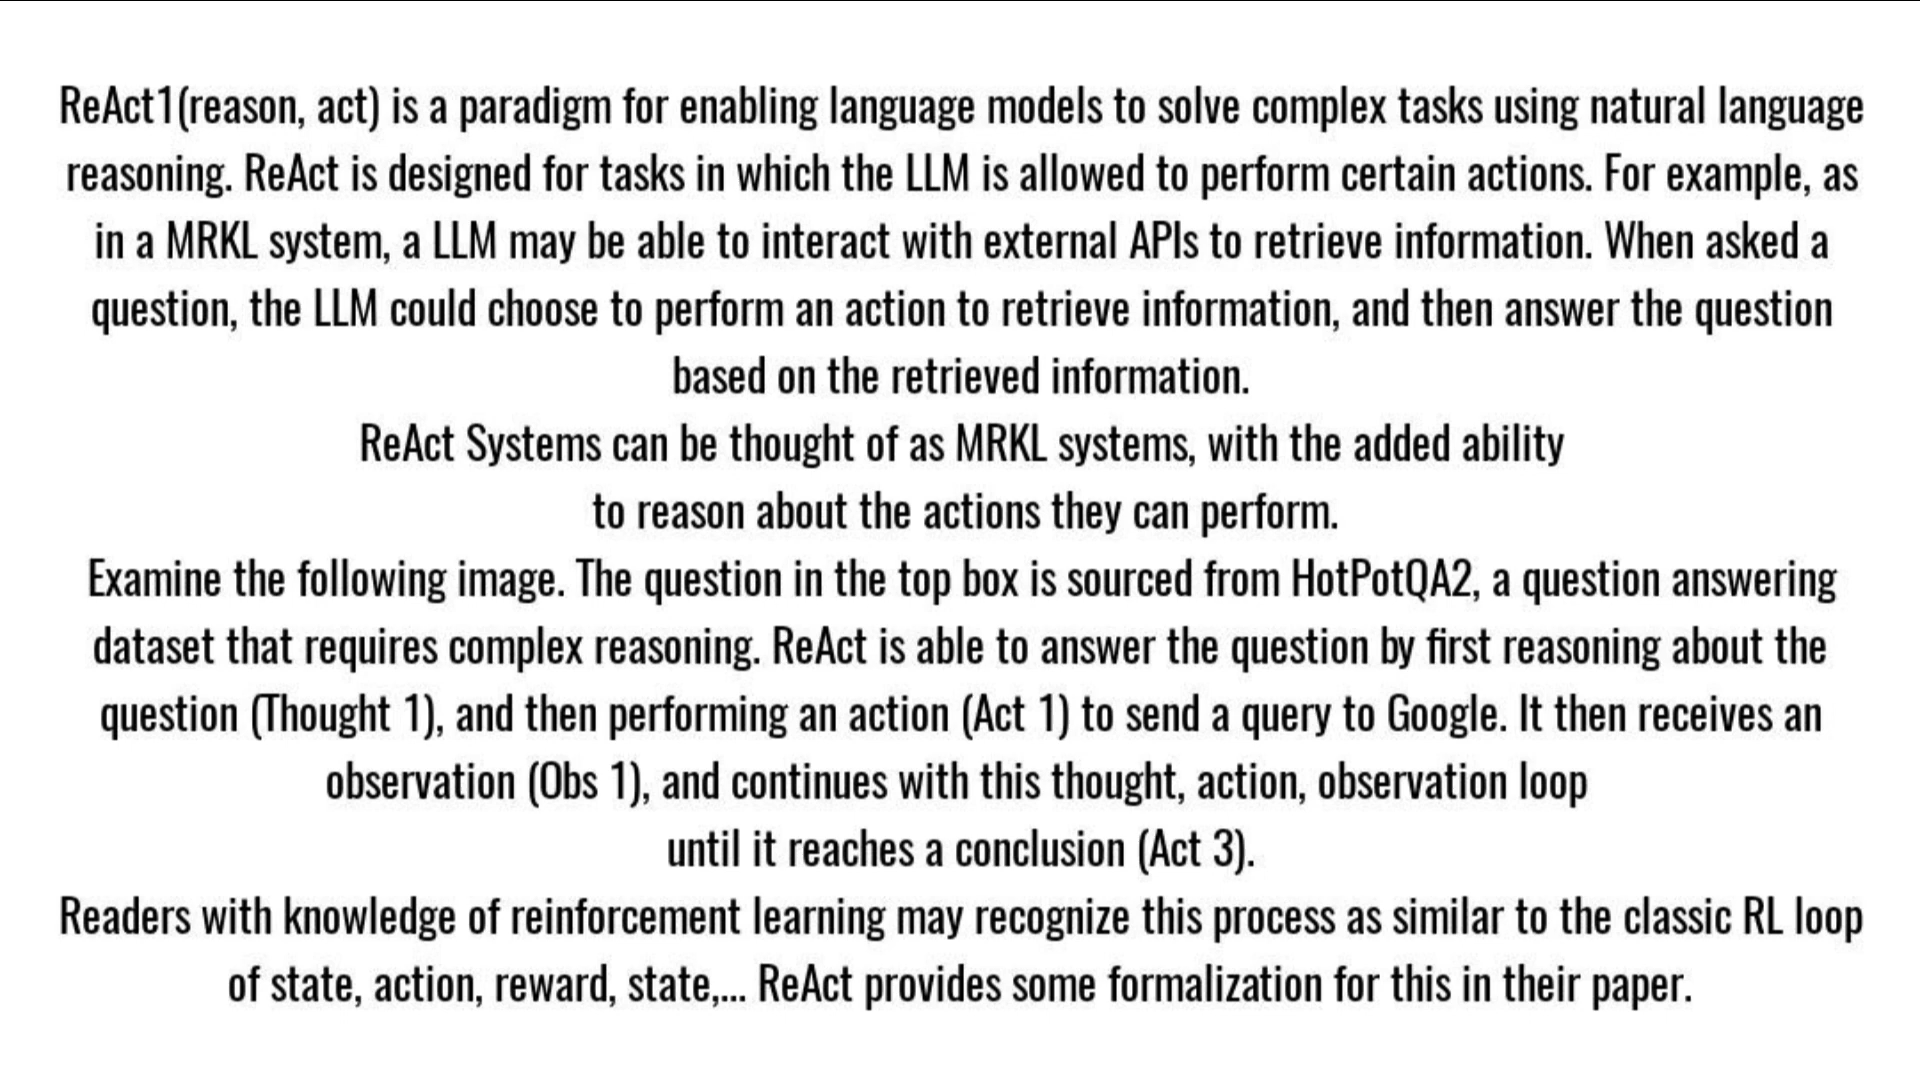 ReAct1(reason, act) is a paradigm for enabling language models to solve complex tasks using natural language
reasoning. ReAct is designed for tasks in which the LLM is allowed to perform certain actions. For example, as
in a MRKL system, a LLM may be able to interact with external APIs to retrieve information. When asked a
question, the LLM could choose to perform an action to retrieve information, and then answer the question
based on the retrieved information.
ReAct Systems can be thought of as MRKL systems, with the added ability
to reason about the actions they can perform.
Examine the following image. The question in the top box is sourced from HotPotQA2, a question answering
dataset that requires complex reasoning. ReAct is able to answer the question by first reasoning about the
question (Thought 1), and then performing an action (Act 1) to send a query to Google. It then receives an
observation (Obs 1), and continues with this thought, action, observation loop
until it reaches a conclusion (Act 3).
Readers with knowledge of reinforcement learning may recognize this process as similar to the classic RL loop
of state, action, reward, state,... ReAct provides some formalization for this in their paper.